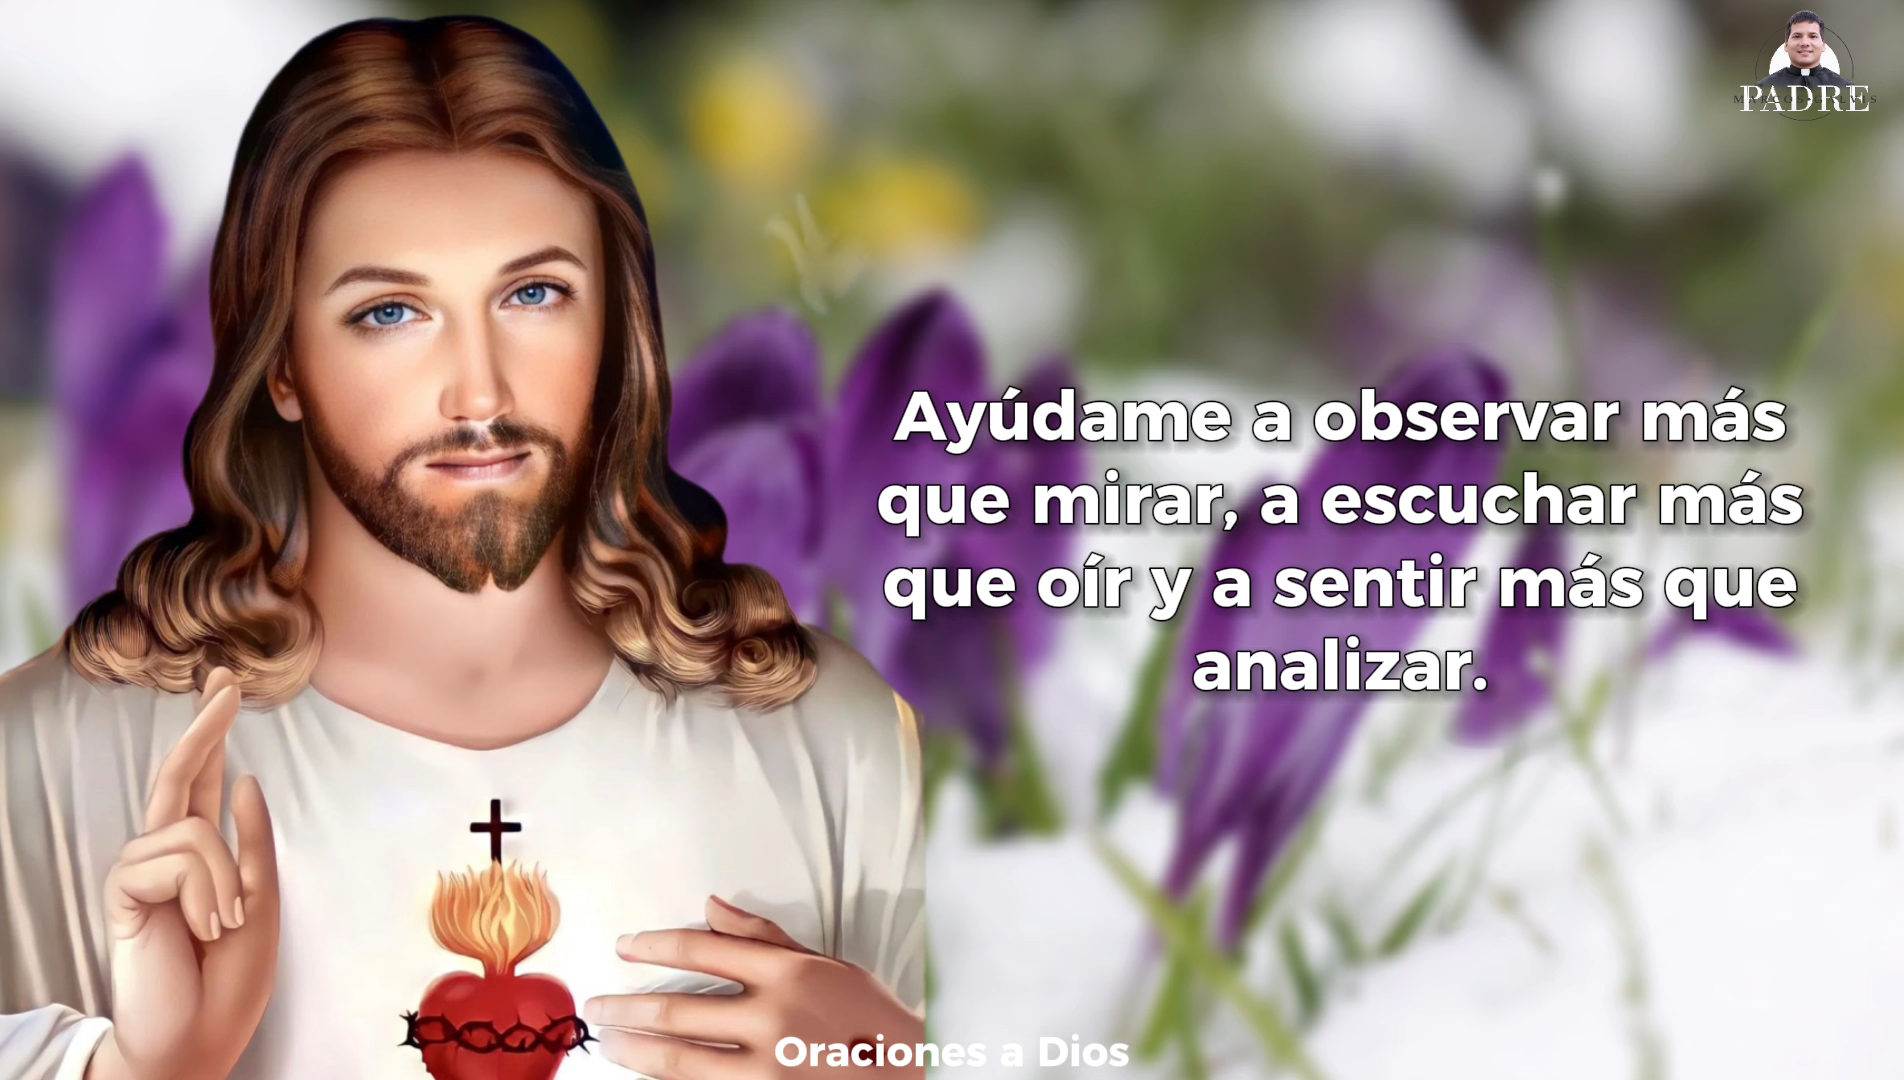 PADRE
Ayúdame a observar más
que mirar, a escuchar más
que oír y a sentir más que
analizar.
Oraciones a Dios